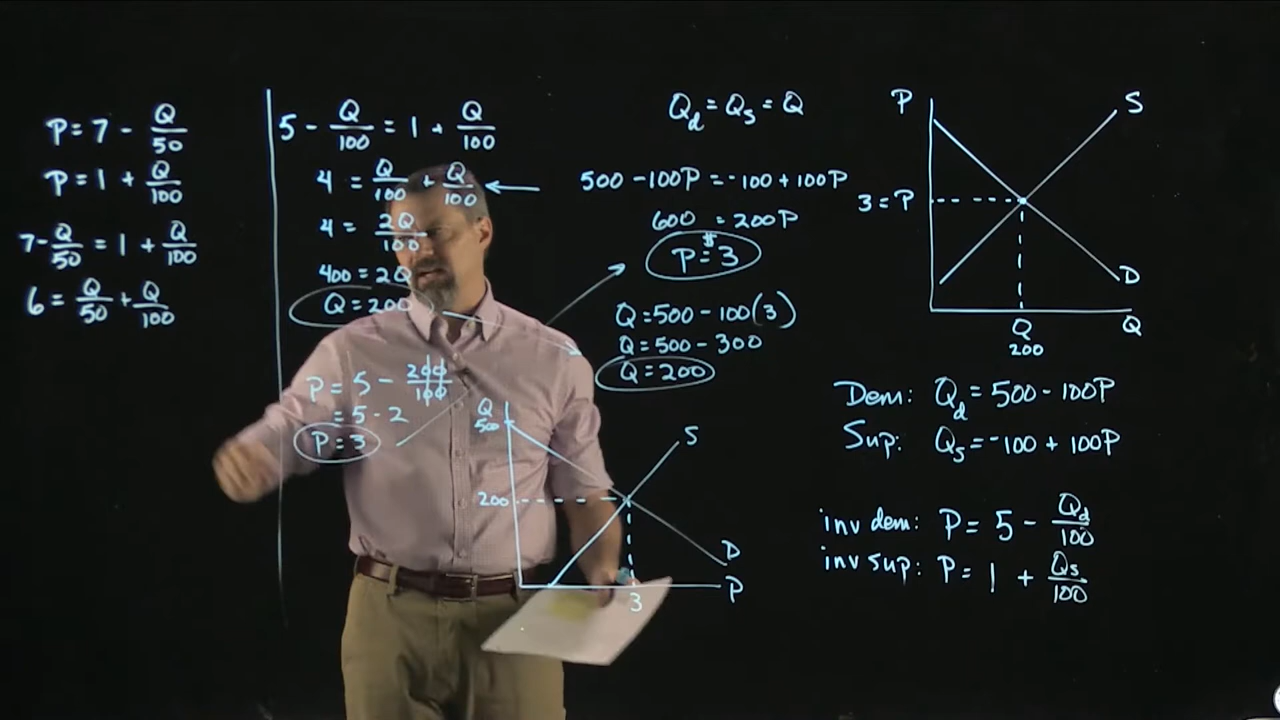 P = 7 - Q/50
P = 1 + Q/100
7 - Q/50 = 1 + Q/100
6 = Q/50 + Q/100
5 - Q/100 = 1 + Q/100
4 = Q/100 + Q/100
4 = 2Q/100
400 = 2Q
Q = 200
P = 5 - 200/100
= 5 - 2
P = 3
Qd = Qs = Q
500 - 100P = -100 + 100P
600 = 200P
P = $3
Q = 500 - 100(3)
Q = 500 - 300
Q = 200
Q
500
S
200
D
P
3
P
S
3 = P
D
Q
200
Q
Dem: Qd = 500 - 100P
Sup: Qs = -100 + 100P
inv dem: P = 5 - Qd/100
inv sup: P = 1 + Qs/100